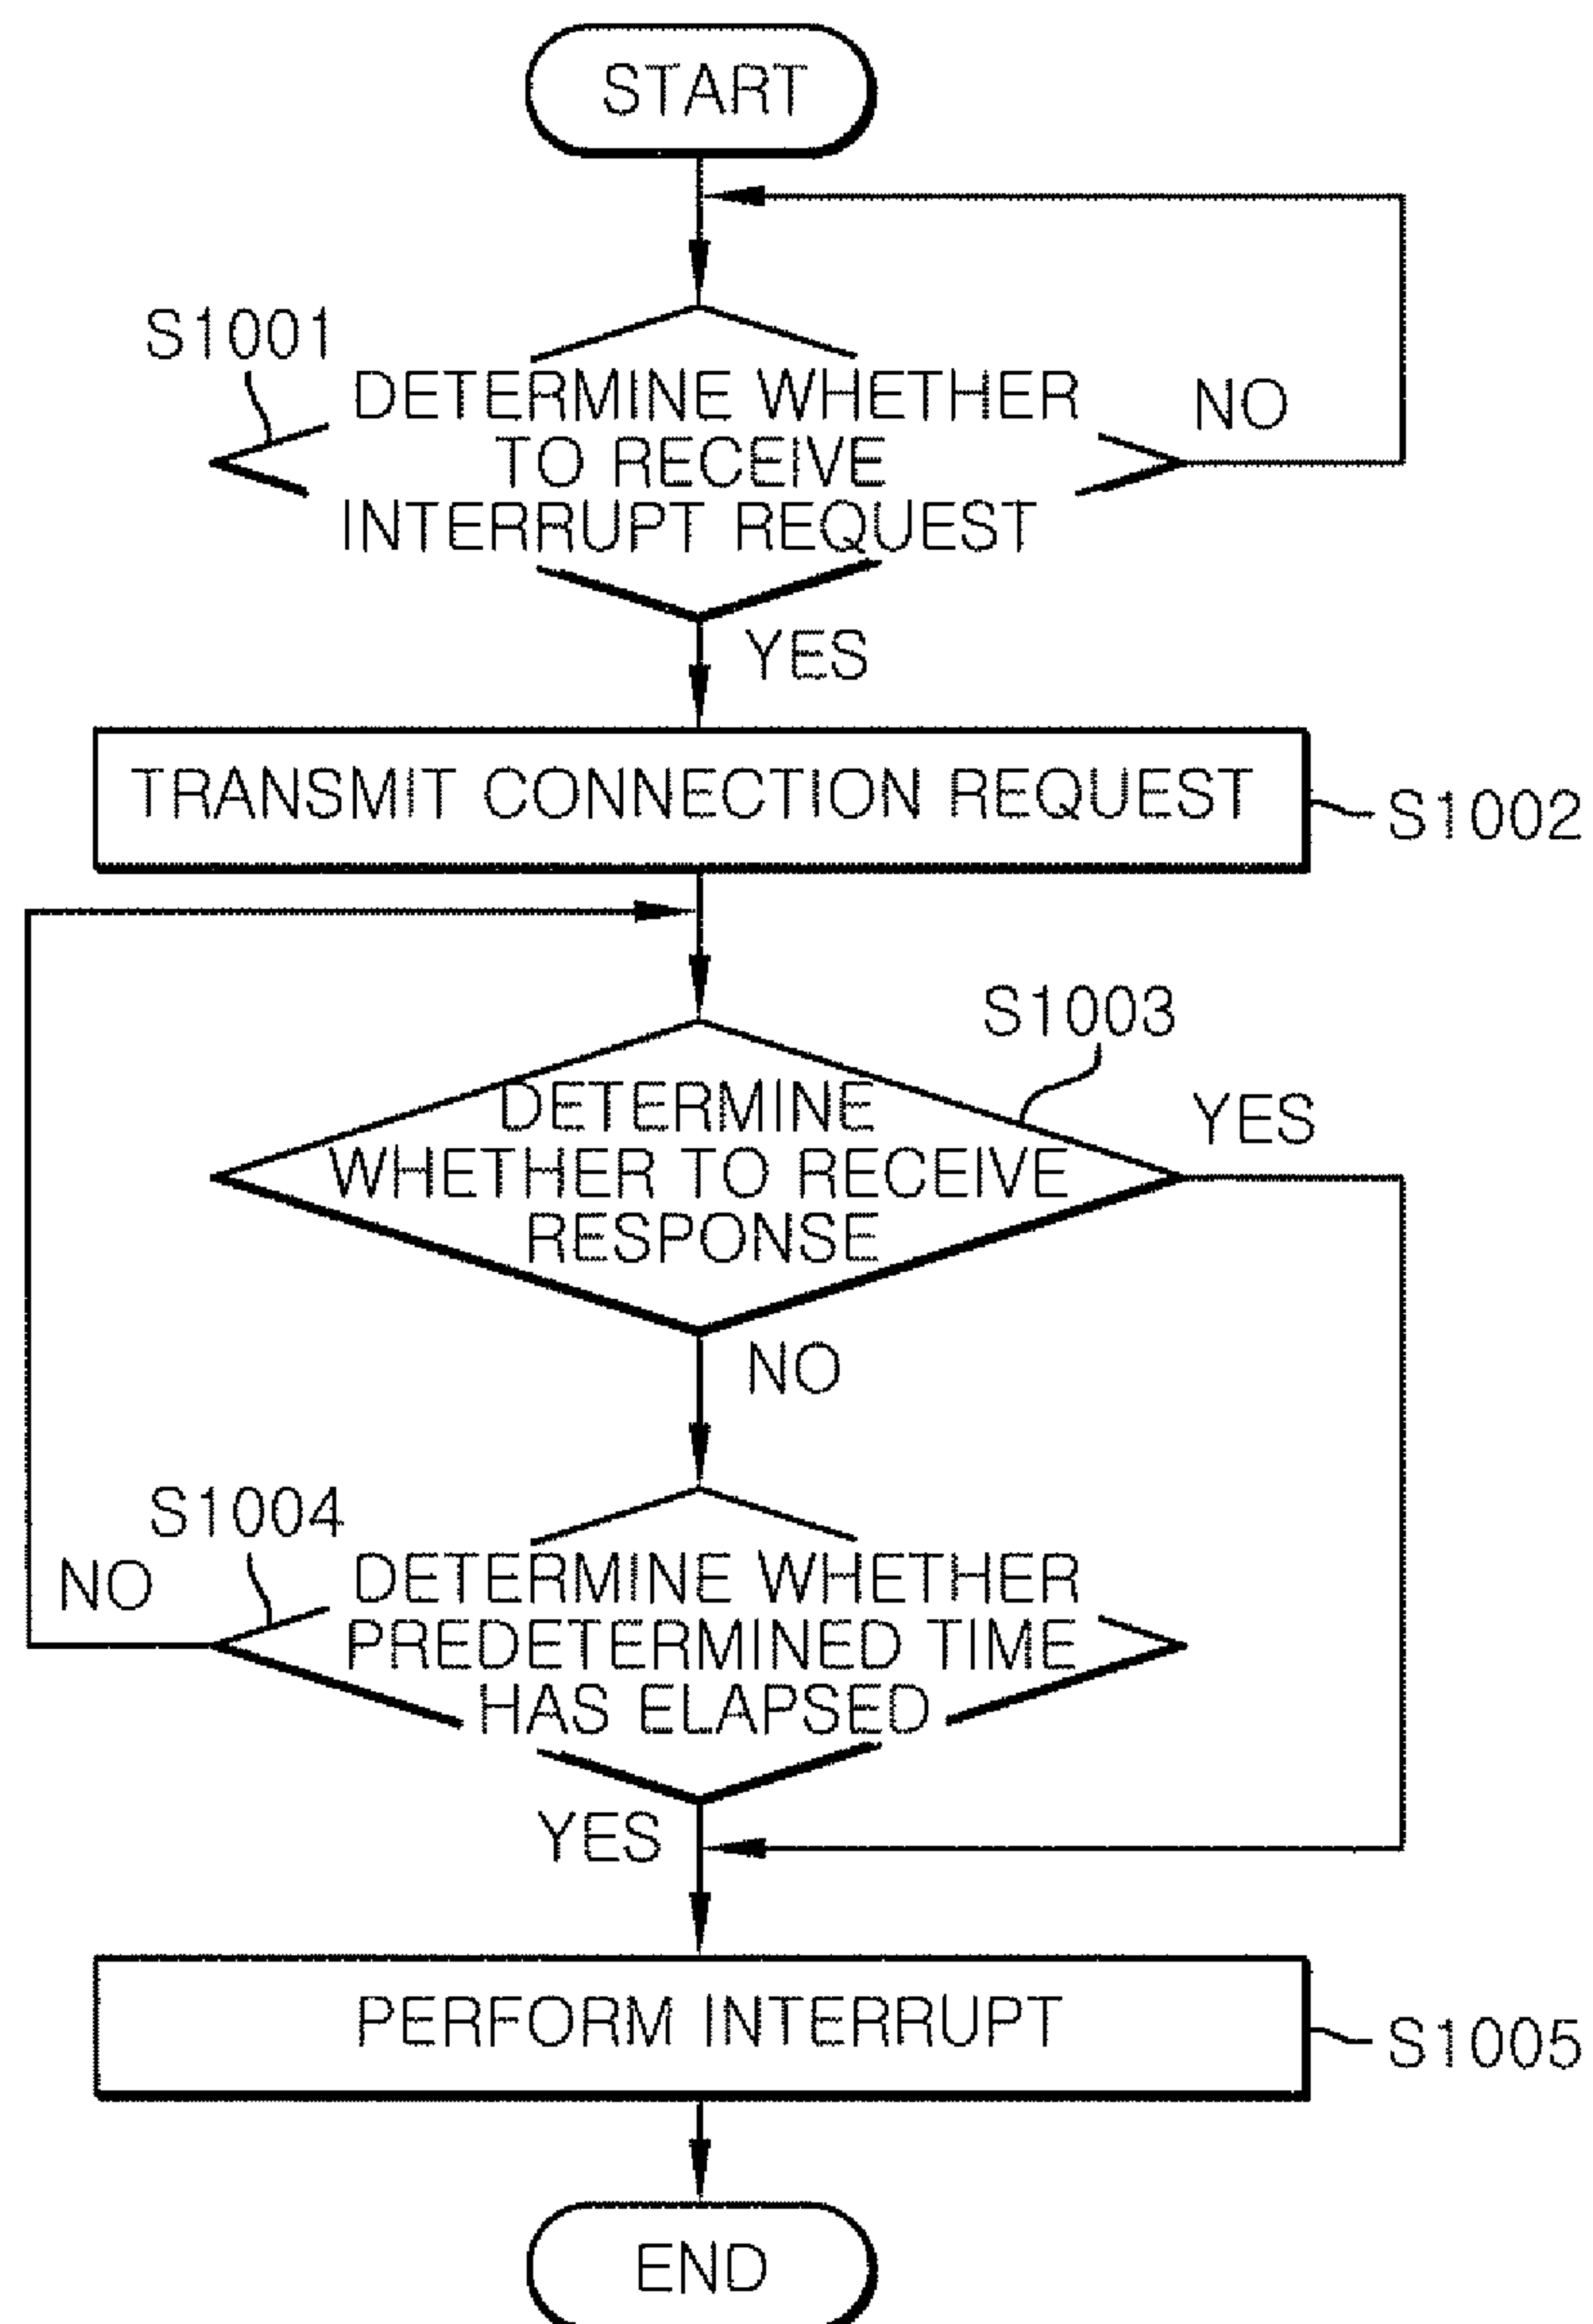 START
S1001
DETERMINE WHETHER
TO RECEIVE
INTERRUPT REQUEST
NO
YES
TRANSMIT CONNECTION REQUEST
S1002
S1003
DETERMINE
WHETHER TO RECEIVE
RESPONSE
YES
NO
S1004
NO
DETERMINE WHETHER
PREDETERMINED TIME
HAS ELAPSED
YES
PERFORM INTERRUPT
S1005
END